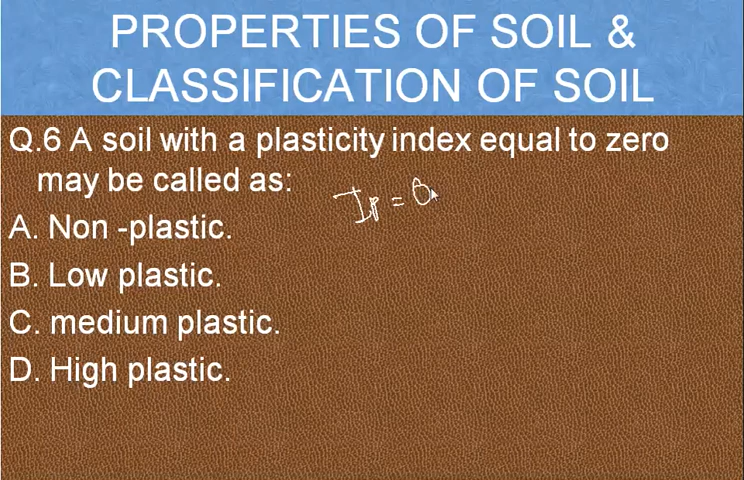 PROPERTIES OF SOIL &
CLASSIFICATION OF SOIL
Q.6 A soil with a plasticity index equal to zero
may be called as:
Ip = 0
A. Non -plastic.
B. Low plastic.
C. medium plastic.
D. High plastic.